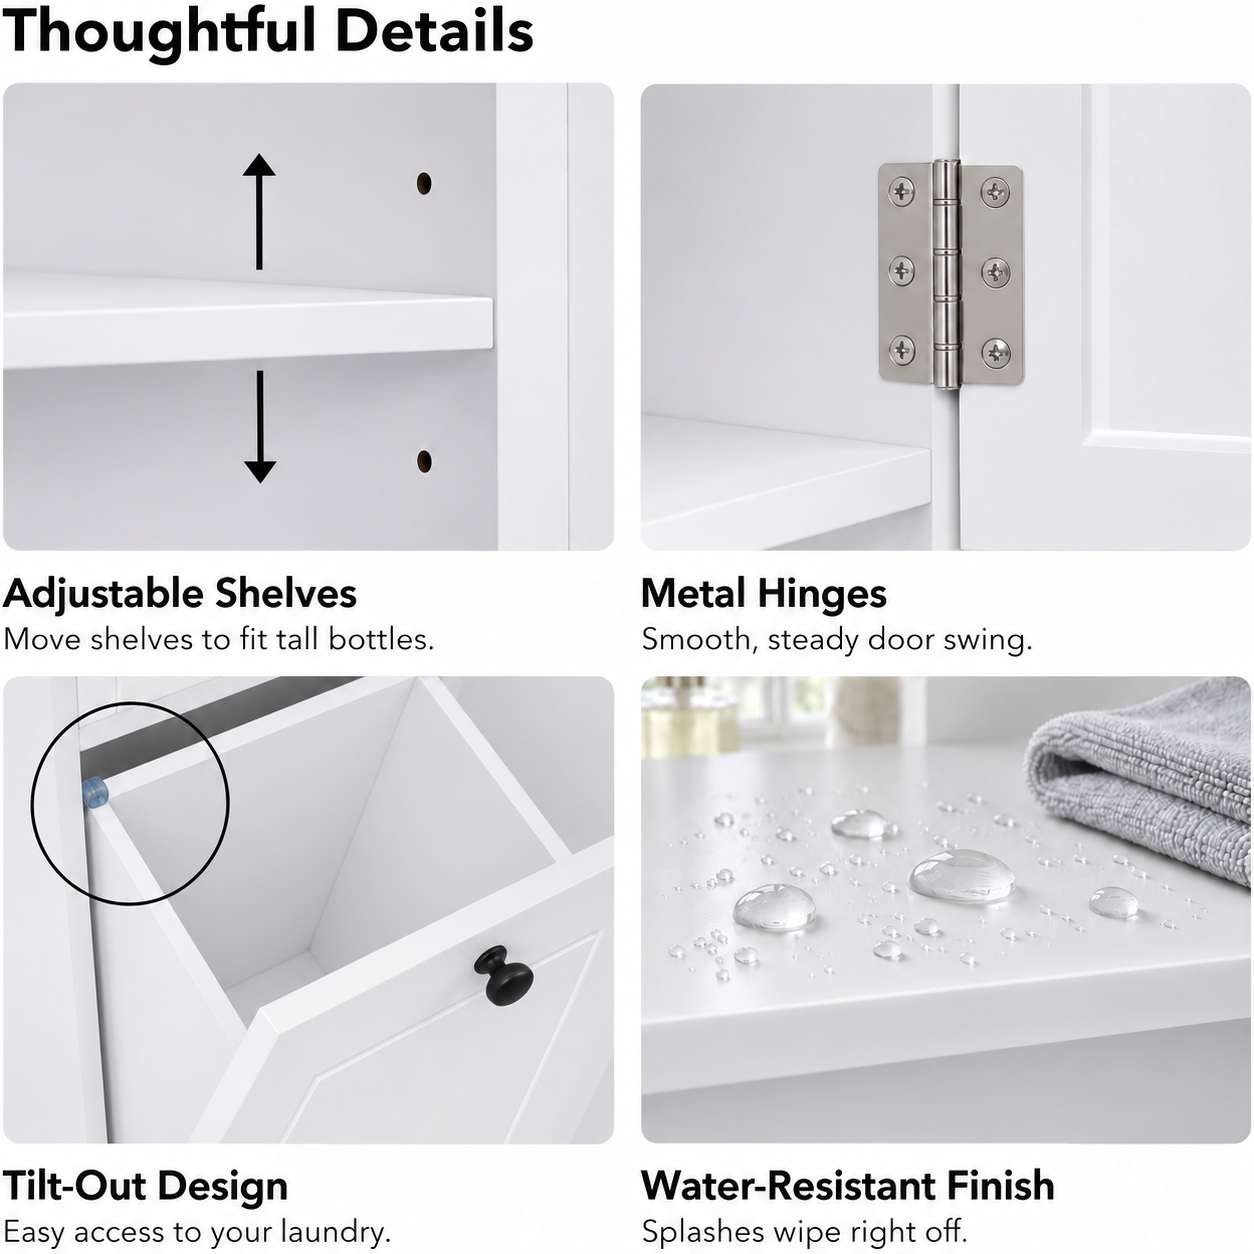 Thoughtful Details
Adjustable Shelves
Move shelves to fit tall bottles.
Metal Hinges
Smooth, steady door swing.
Tilt-Out Design
Easy access to your laundry.
Water-Resistant Finish
Splashes wipe right off.